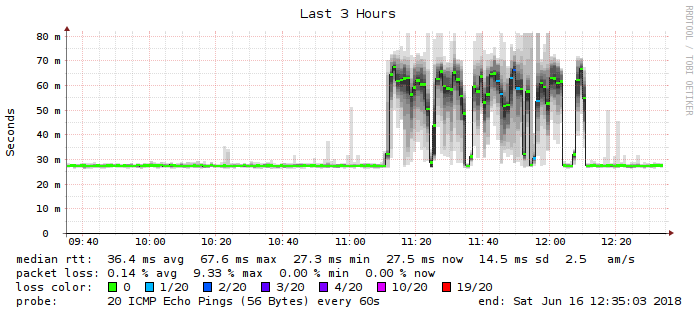 Last 3 Hours
RRDTOOL / TOBI OETIKER
Seconds
80 m
70 m
60 m
50 m
40 m
30 m
20 m
10 m
0
09:40 10:00 10:20 10:40 11:00 11:20 11:40 12:00 12:20
median rtt: 36.4 ms avg 67.6 ms max 27.3 ms min 27.5 ms now 14.5 ms sd 2.5 am/s
packet loss: 0.14 % avg 9.33 % max 0.00 % min 0.00 % now
loss color: 0 1/20 2/20 3/20 4/20 10/20 19/20
probe: 20 ICMP Echo Pings (56 Bytes) every 60s end: Sat Jun 16 12:35:03 2018